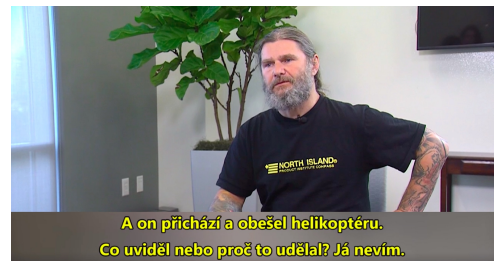 NORTH ISLAND®
PRODUCT INSTITUTE COMPASS
A on přichází a obešel helikoptéru.
Co uviděl nebo proč to udělal? Já nevím.